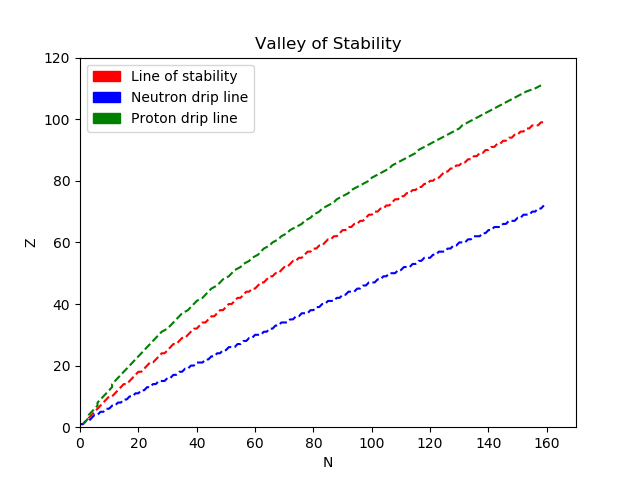 Valley of Stability
Line of stability
Neutron drip line
Proton drip line
120
100
80
60
40
20
0
Z
0 20 40 60 80 100 120 140 160
N